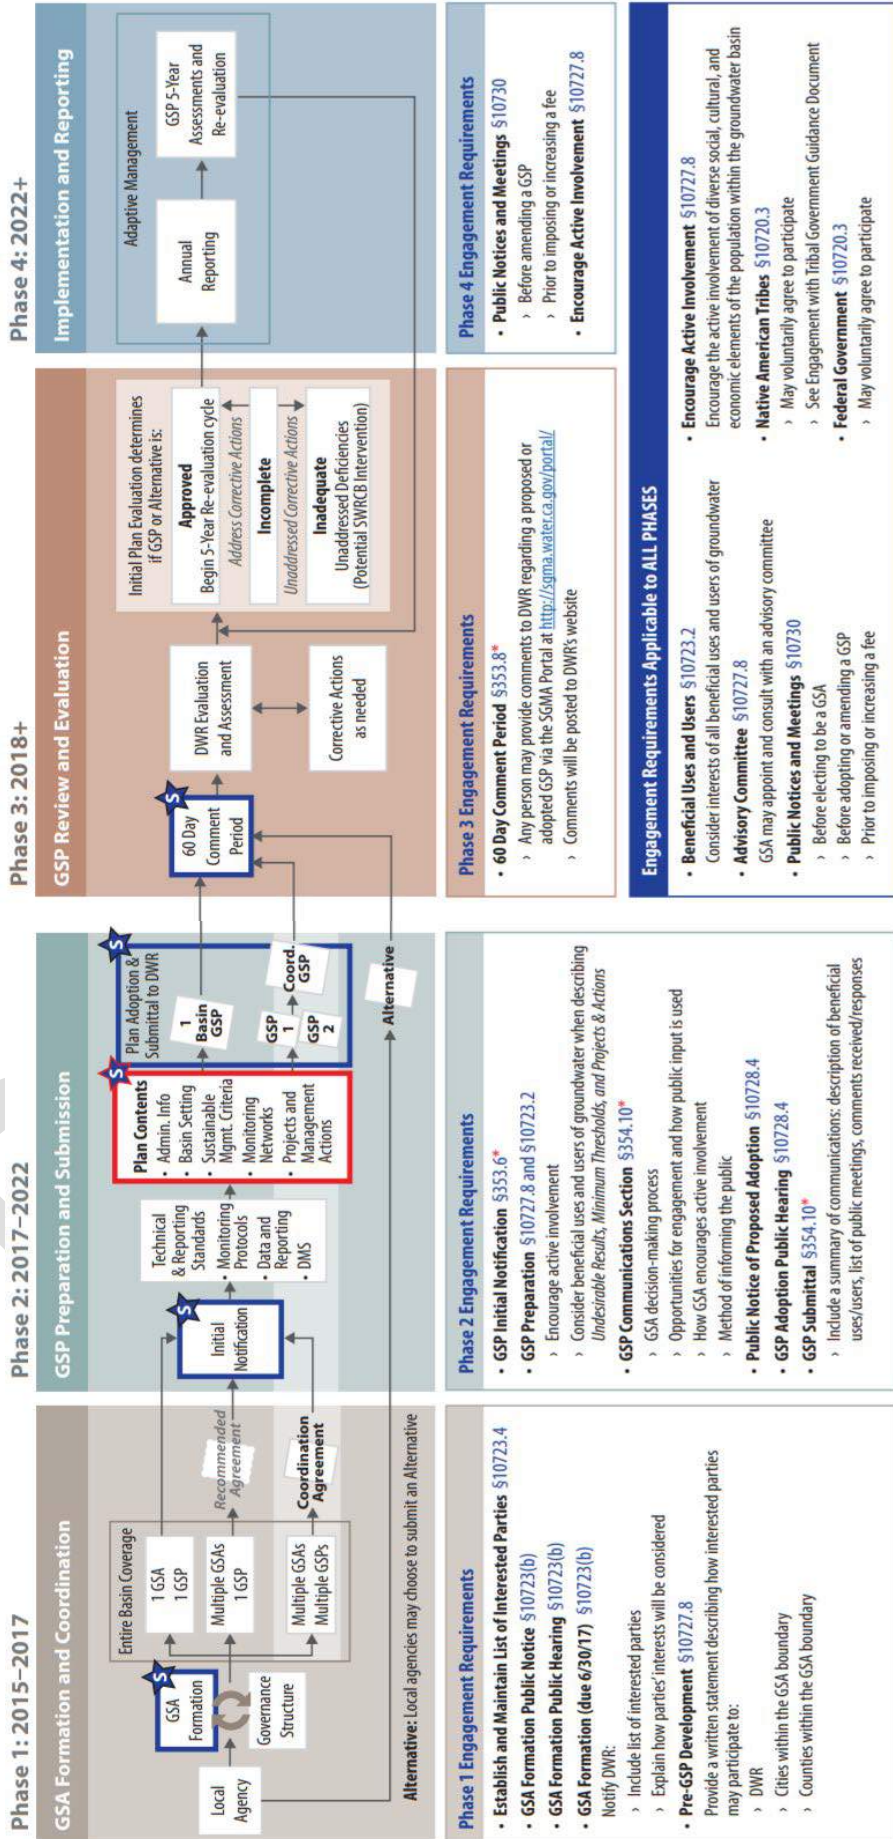 Phase 1: 2015–2017
GSA Formation and Coordination
Local
Agency
GSA
Formation
S
Governance
Structure
Entire Basin Coverage
1 GSA
1 GSP
Multiple GSAs
1 GSP
Multiple GSAs
Multiple GSPs
Recommended
Agreement
Coordination
Agreement
Alternative: Local agencies may choose to submit an Alternative
Phase 2: 2017–2022
GSP Preparation and Submission
Initial
Notification
S
Technical
& Reporting
Standards
• Monitoring
Protocols
• Data and
Reporting
• DMS
S
Plan Contents
• Admin. Info
• Basin Setting
• Sustainable
Mgmt. Criteria
• Monitoring
Networks
• Projects and
Management
Actions
S
Plan Adoption &
Submittal to DWR
1
Basin
GSP
GSP
1
GSP
2
Coord.
GSP
Alternative
Phase 3: 2018+
GSP Review and Evaluation
S
60 Day
Comment
Period
DWR Evaluation
and Assessment
Corrective Actions
as needed
Initial Plan Evaluation determines
if GSP or Alternative is:
Approved
Begin 5-Year Re-evaluation cycle
Address Corrective Actions
Incomplete
Unaddressed Corrective Actions
Inadequate
Unaddressed Deficiencies
(Potential SWRCB Intervention)
Phase 4: 2022+
Implementation and Reporting
Adaptive Management
Annual
Reporting
GSP 5-Year
Assessments and
Re-evaluation
Phase 1 Engagement Requirements
• Establish and Maintain List of Interested Parties §10723.4
• GSA Formation Public Notice §10723(b)
• GSA Formation Public Hearing §10723(b)
• GSA Formation (due 6/30/17) §10723(b)
Notify DWR:
› Include list of interested parties
› Explain how parties' interests will be considered
• Pre-GSP Development §10727.8
Provide a written statement describing how interested parties
may participate to:
› DWR
› Cities within the GSA boundary
› Counties within the GSA boundary
Phase 2 Engagement Requirements
• GSP Initial Notification §353.6*
• GSP Preparation §10727.8 and §10723.2
› Encourage active involvement
› Consider beneficial uses and users of groundwater when describing
Undesirable Results, Minimum Thresholds, and Projects & Actions
• GSP Communications Section §354.10*
› GSA decision-making process
› Opportunities for engagement and how public input is used
› How GSA encourages active involvement
› Method of informing the public
• Public Notice of Proposed Adoption §10728.4
• GSP Adoption Public Hearing §10728.4
• GSP Submittal §354.10*
› Include a summary of communications: description of beneficial
uses/users, list of public meetings, comments received/responses
Phase 3 Engagement Requirements
• 60 Day Comment Period §353.8*
› Any person may provide comments to DWR regarding a proposed or
adopted GSP via the SGMA Portal at http://sgma.water.ca.gov/portal/
› Comments will be posted to DWR's website
Phase 4 Engagement Requirements
• Public Notices and Meetings §10730
› Before amending a GSP
› Prior to imposing or increasing a fee
• Encourage Active Involvement §10727.8
Engagement Requirements Applicable to ALL PHASES
• Beneficial Uses and Users §10723.2
Consider interests of all beneficial uses and users of groundwater
• Advisory Committee §10727.8
GSA may appoint and consult with an advisory committee
• Public Notices and Meetings §10730
› Before electing to be a GSA
› Before adopting or amending a GSP
› Prior to imposing or increasing a fee
• Encourage Active Involvement §10727.8
Encourage the active involvement of diverse social, cultural, and
economic elements of the population within the groundwater basin
• Native American Tribes §10720.3
› May voluntarily agree to participate
› See Engagement with Tribal Government Guidance Document
• Federal Government §10720.3
› May voluntarily agree to participate